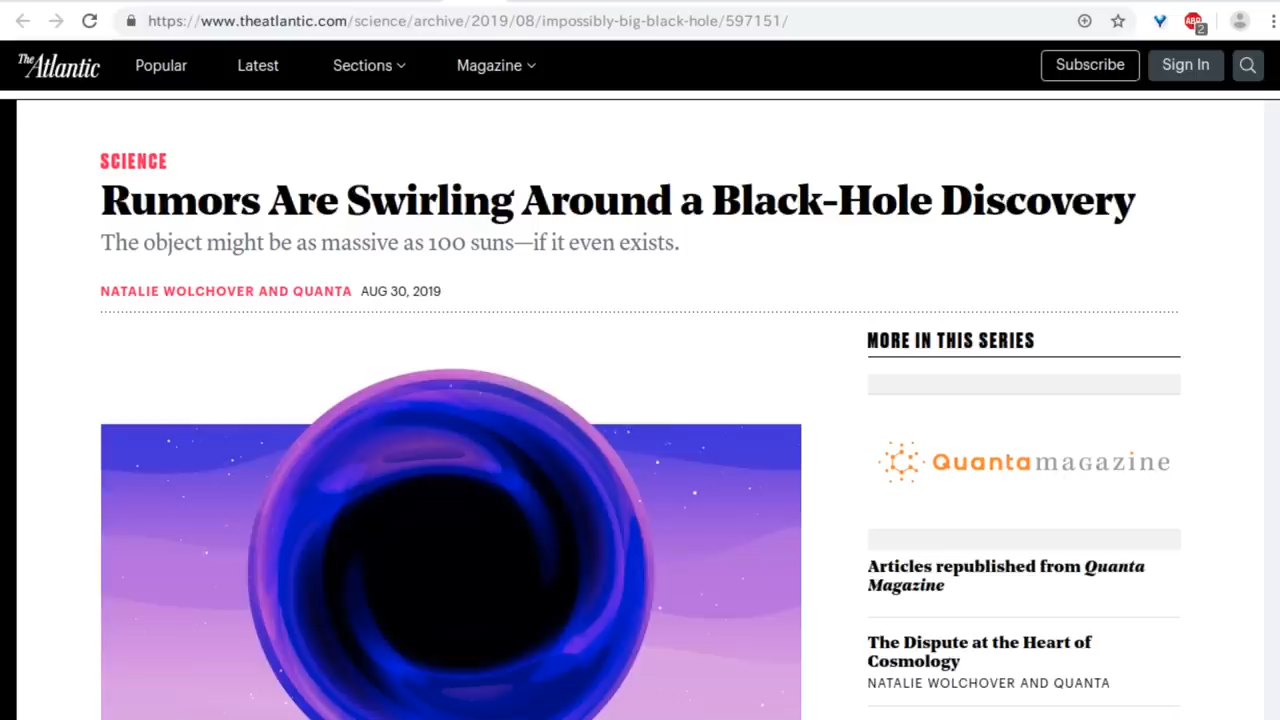 https://www.theatlantic.com/science/archive/2019/08/impossibly-big-black-hole/597151/
ABP
2
The Atlantic
Popular
Latest
Sections
Magazine
Subscribe
Sign In
SCIENCE
Rumors Are Swirling Around a Black-Hole Discovery
The object might be as massive as 100 suns—if it even exists.
NATALIE WOLCHOVER AND QUANTA AUG 30, 2019
MORE IN THIS SERIES
Quantamagazine
Articles republished from Quanta
Magazine
The Dispute at the Heart of
Cosmology
NATALIE WOLCHOVER AND QUANTA